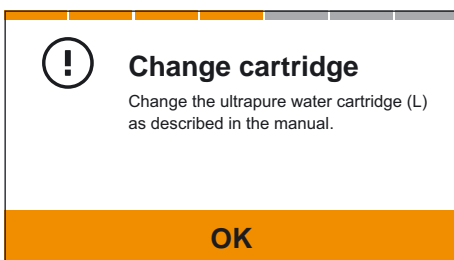 Change cartridge
Change the ultrapure water cartridge (L)
as described in the manual.
OK